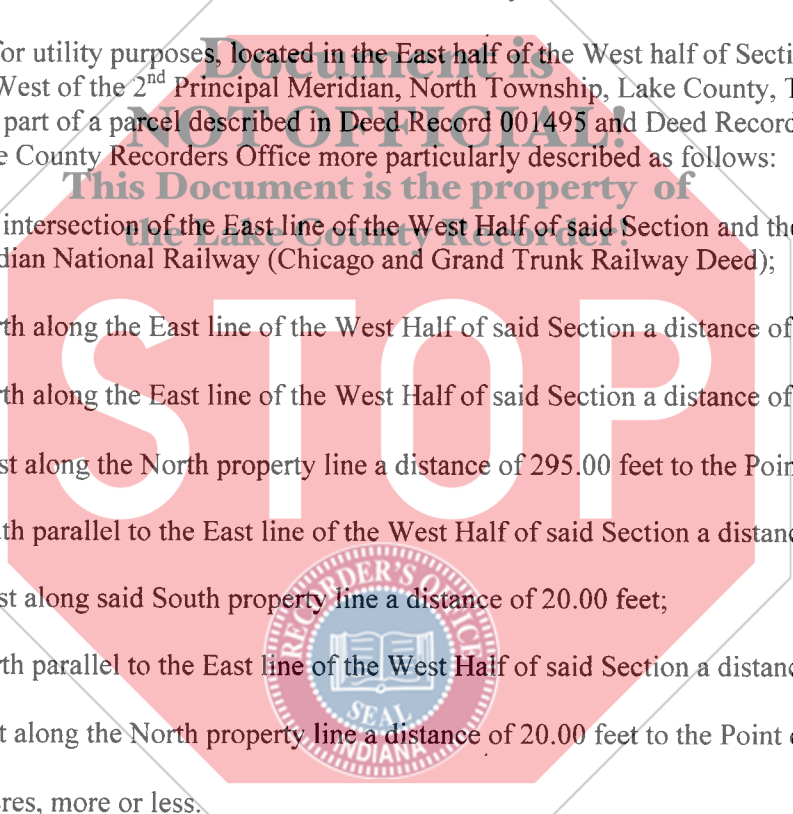 for utility purposes, located in the East half of the West half of Secti
Document is
West of the 2nd Principal Meridian, North Township, Lake County, T
NOT OFFICIAL!
part of a parcel described in Deed Record 001495 and Deed Record
e County Recorders Office more particularly described as follows:
This Document is the property of
intersection of the East line of the West Half of said Section and the
the Lake County Recorder!
dian National Railway (Chicago and Grand Trunk Railway Deed);
rth along the East line of the West Half of said Section a distance of
rth along the East line of the West Half of said Section a distance of
STOP
st along the North property line a distance of 295.00 feet to the Poin
th parallel to the East line of the West Half of said Section a distanc
st along said South property line a distance of 20.00 feet;
RECORDER'S OFFICE
rth parallel to the East line of the West Half of said Section a distanc
SEAL
t along the North property line a distance of 20.00 feet to the Point
INDIANA
res, more or less.